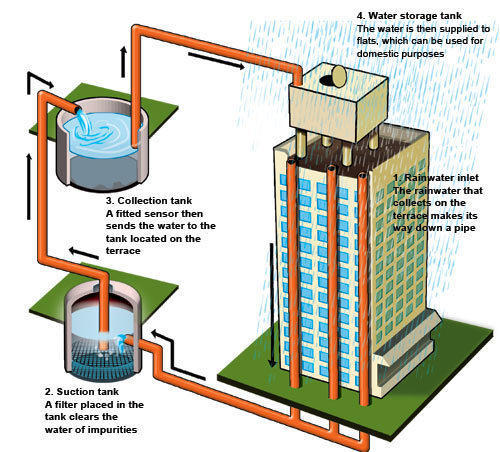 4. Water storage tank
The water is then supplied to
flats, which can be used for
domestic purposes
1. Rainwater inlet
The rainwater that
collects on the
terrace makes its
way down a pipe
3. Collection tank
A fitted sensor then
sends the water to the
tank located on the
terrace
2. Suction tank
A filter placed in the
tank clears the
water of impurities